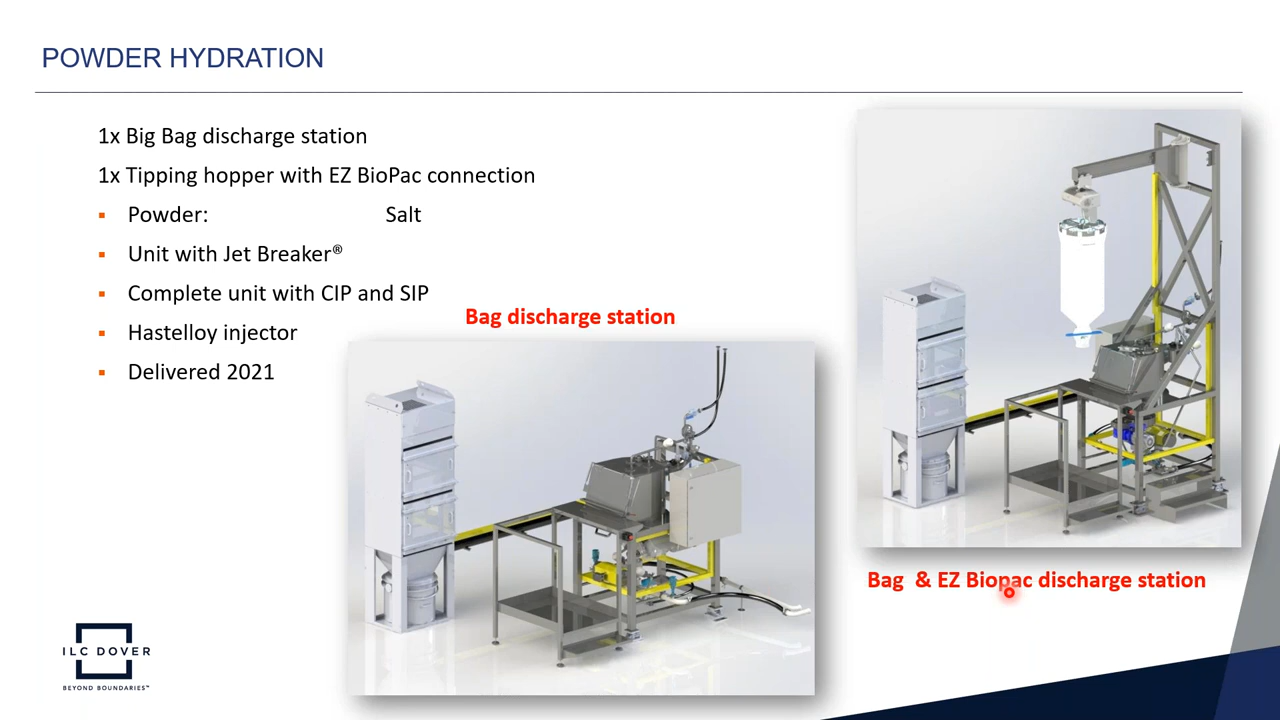 POWDER HYDRATION
1x Big Bag discharge station
1x Tipping hopper with EZ BioPac connection
▪ Powder: Salt
▪ Unit with Jet Breaker®
▪ Complete unit with CIP and SIP
▪ Hastelloy injector
▪ Delivered 2021
Bag discharge station
Bag & EZ Biopac discharge station
ILC DOVER
BEYOND BOUNDARIES™